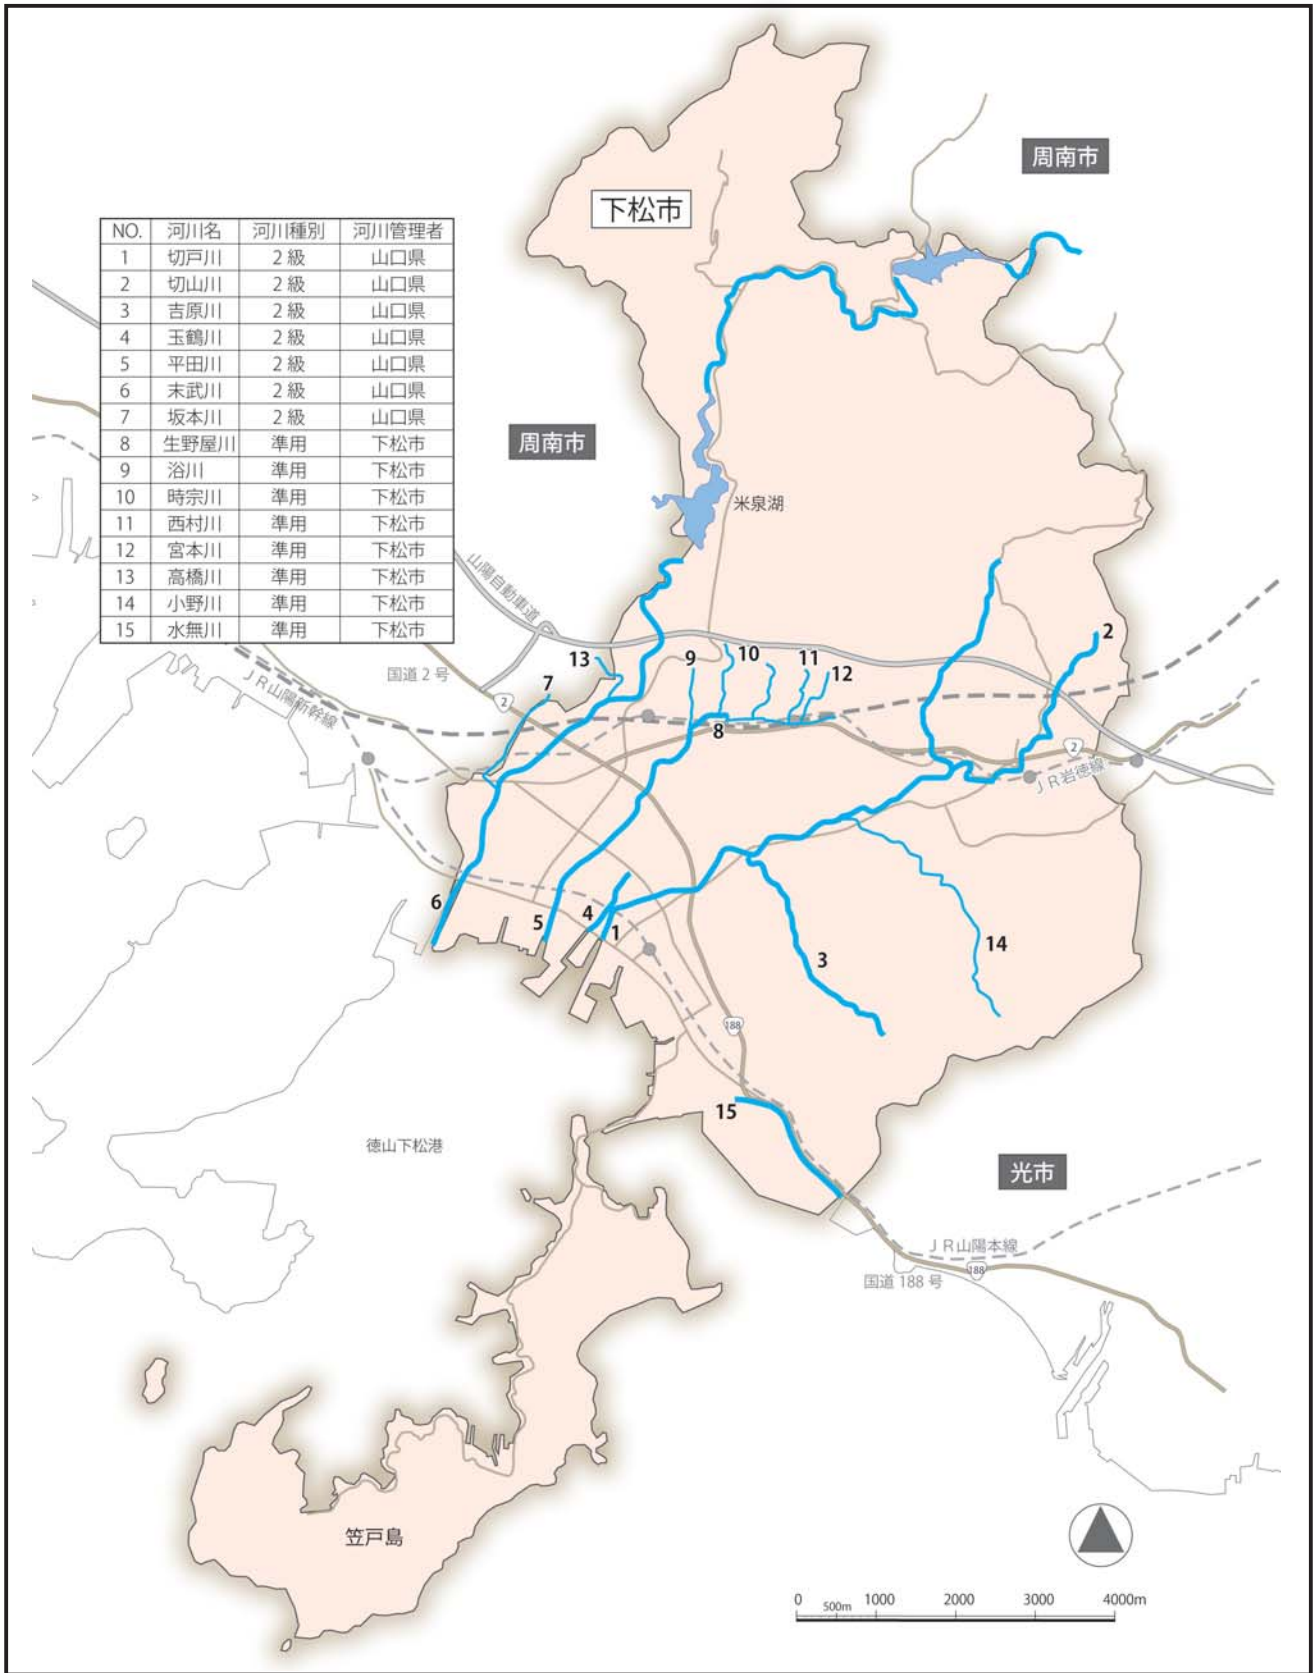 周南市
下松市
NO. 河川名 河川種別 河川管理者
1 切戸川 2級 山口県
2 切山川 2級 山口県
3 吉原川 2級 山口県
4 玉鶴川 2級 山口県
5 平田川 2級 山口県
6 末武川 2級 山口県
7 坂本川 2級 山口県
8 生野屋川 準用 下松市
9 浴川 準用 下松市
10 時宗川 準用 下松市
11 西村川 準用 下松市
12 宮本川 準用 下松市
13 高橋川 準用 下松市
14 小野川 準用 下松市
15 水無川 準用 下松市
周南市
米泉湖
山陽自動車道
2
13
9
10
11
12
国道2号
JR山陽新幹線
7
2
8
2
JR岩徳線
6
5
4
1
3
14
188
15
徳山下松港
光市
JR山陽本線
188
国道188号
笠戸島
0 500m 1000 2000 3000 4000m